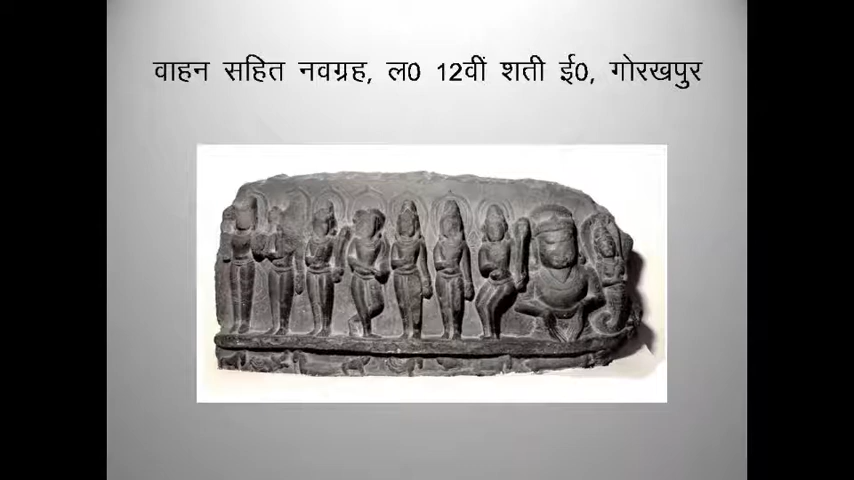 वाहन सहित नवग्रह, ल0 12वीं शती ई0, गोरखपुर